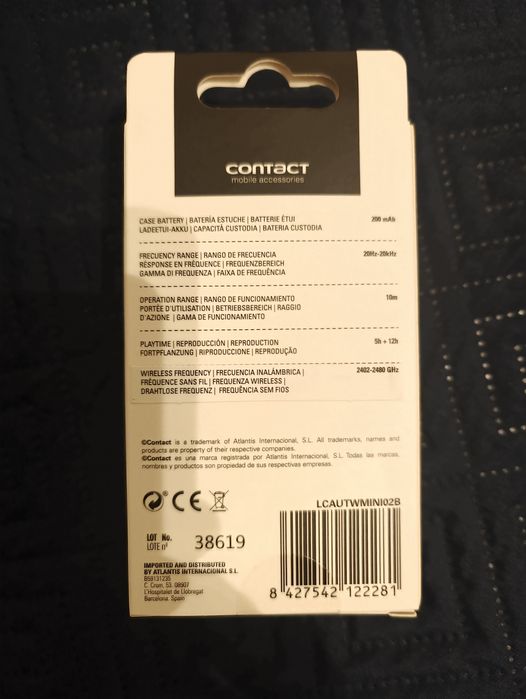 contact
mobile accessories
CASE BATTERY | BATERÍA ESTUCHE | BATTERIE ÉTUI 200 mAh
LADEETUI-AKKU | CAPACITÀ CUSTODIA | BATERIA CUSTODIA
FRECUENCY RANGE | RANGO DE FRECUENCIA 20Hz-20kHz
RÉSPONSE EN FRÉQUENCE | FREQUENZBEREICH
GAMMA DI FREQUENZA | FAIXA DE FREQUÊNCIA
OPERATION RANGE | RANGO DE FUNCIONAMIENTO 10m
PORTÉE D'UTILISATION | BETRIEBSBEREICH | RAGGIO
D'AZIONE | GAMA DE FUNCIONAMIENTO
PLAYTIME | REPRODUCCIÓN | REPRODUCTION 5h + 12h
FORTPFLANZUNG | RIPRODUCCIONE | REPRODUÇÃO
WIRELESS FREQUENCY | FRECUENCIA INALÁMBRICA | 2402-2480 GHz
FRÉQUENCE SANS FIL | FREQUENZA WIRELESS |
DRAHTLOSE FREQUENZ | FREQUÊNCIA SEM FIOS
©Contact is a trademark of Atlantis Internacional, S.L. All trademarks, names and
products are property of their respective companies.
©Contact es una marca registrada por Atlantis Internacional, S.L. Todas las marcas,
nombres y productos son propiedad de sus respectivas empresas.
CE
LCAUTWMINI02B
LOT No.
LOTE nº
38619
IMPORTED AND DISTRIBUTED
BY ATLANTIS INTERNACIONAL S.L.
B59131235
C. Crom, 53. 08907
L'Hospitalet de Llobregat
Barcelona. Spain
8 427542 122281